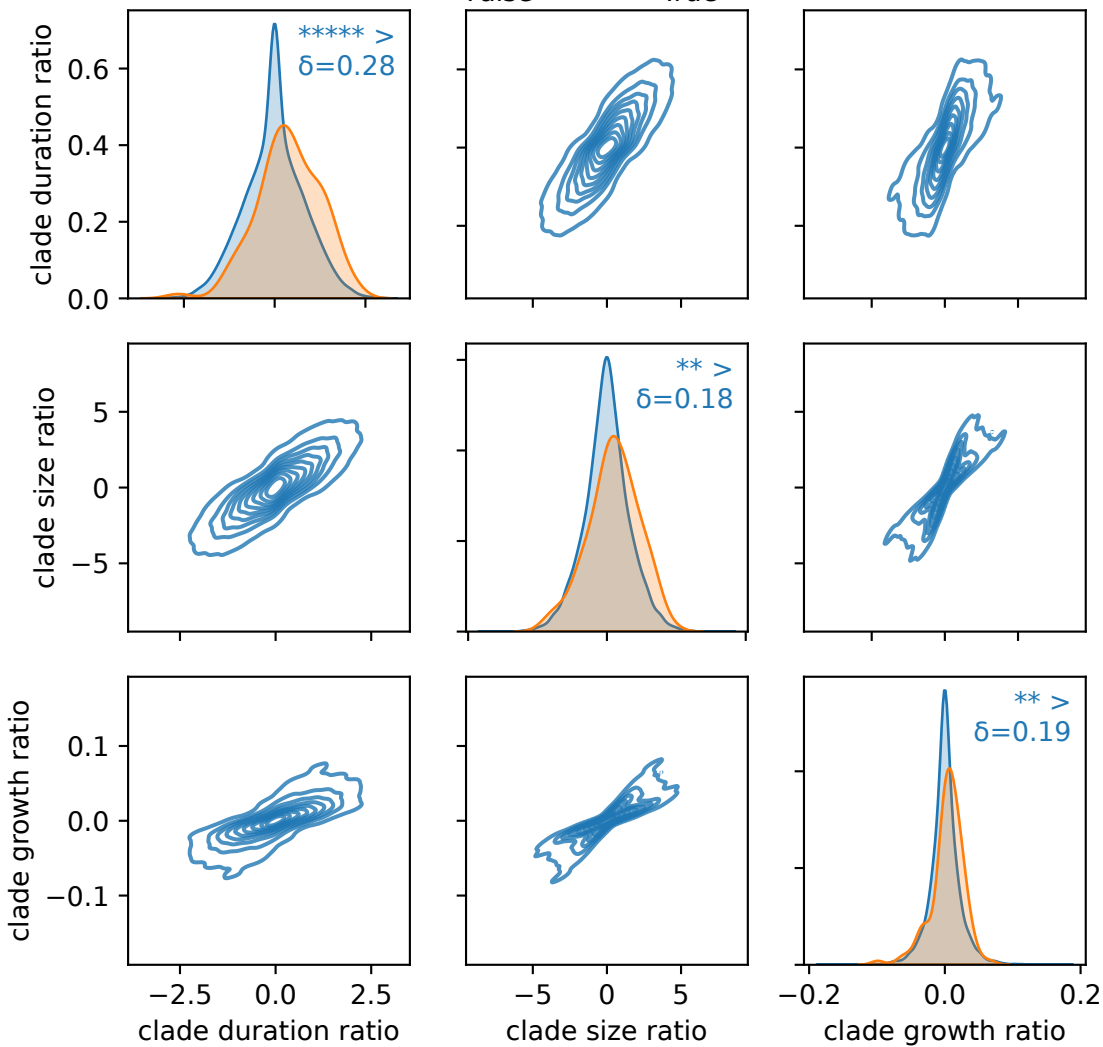 clade duration ratio
0.6
0.4
0.2
0.0
***** >
δ=0.28
clade size ratio
5
0
−5
** >
δ=0.18
clade growth ratio
0.1
0.0
−0.1
** >
δ=0.19
−2.5 0.0 2.5
−5 0 5
−0.2 0.0 0.2
clade duration ratio
clade size ratio
clade growth ratio